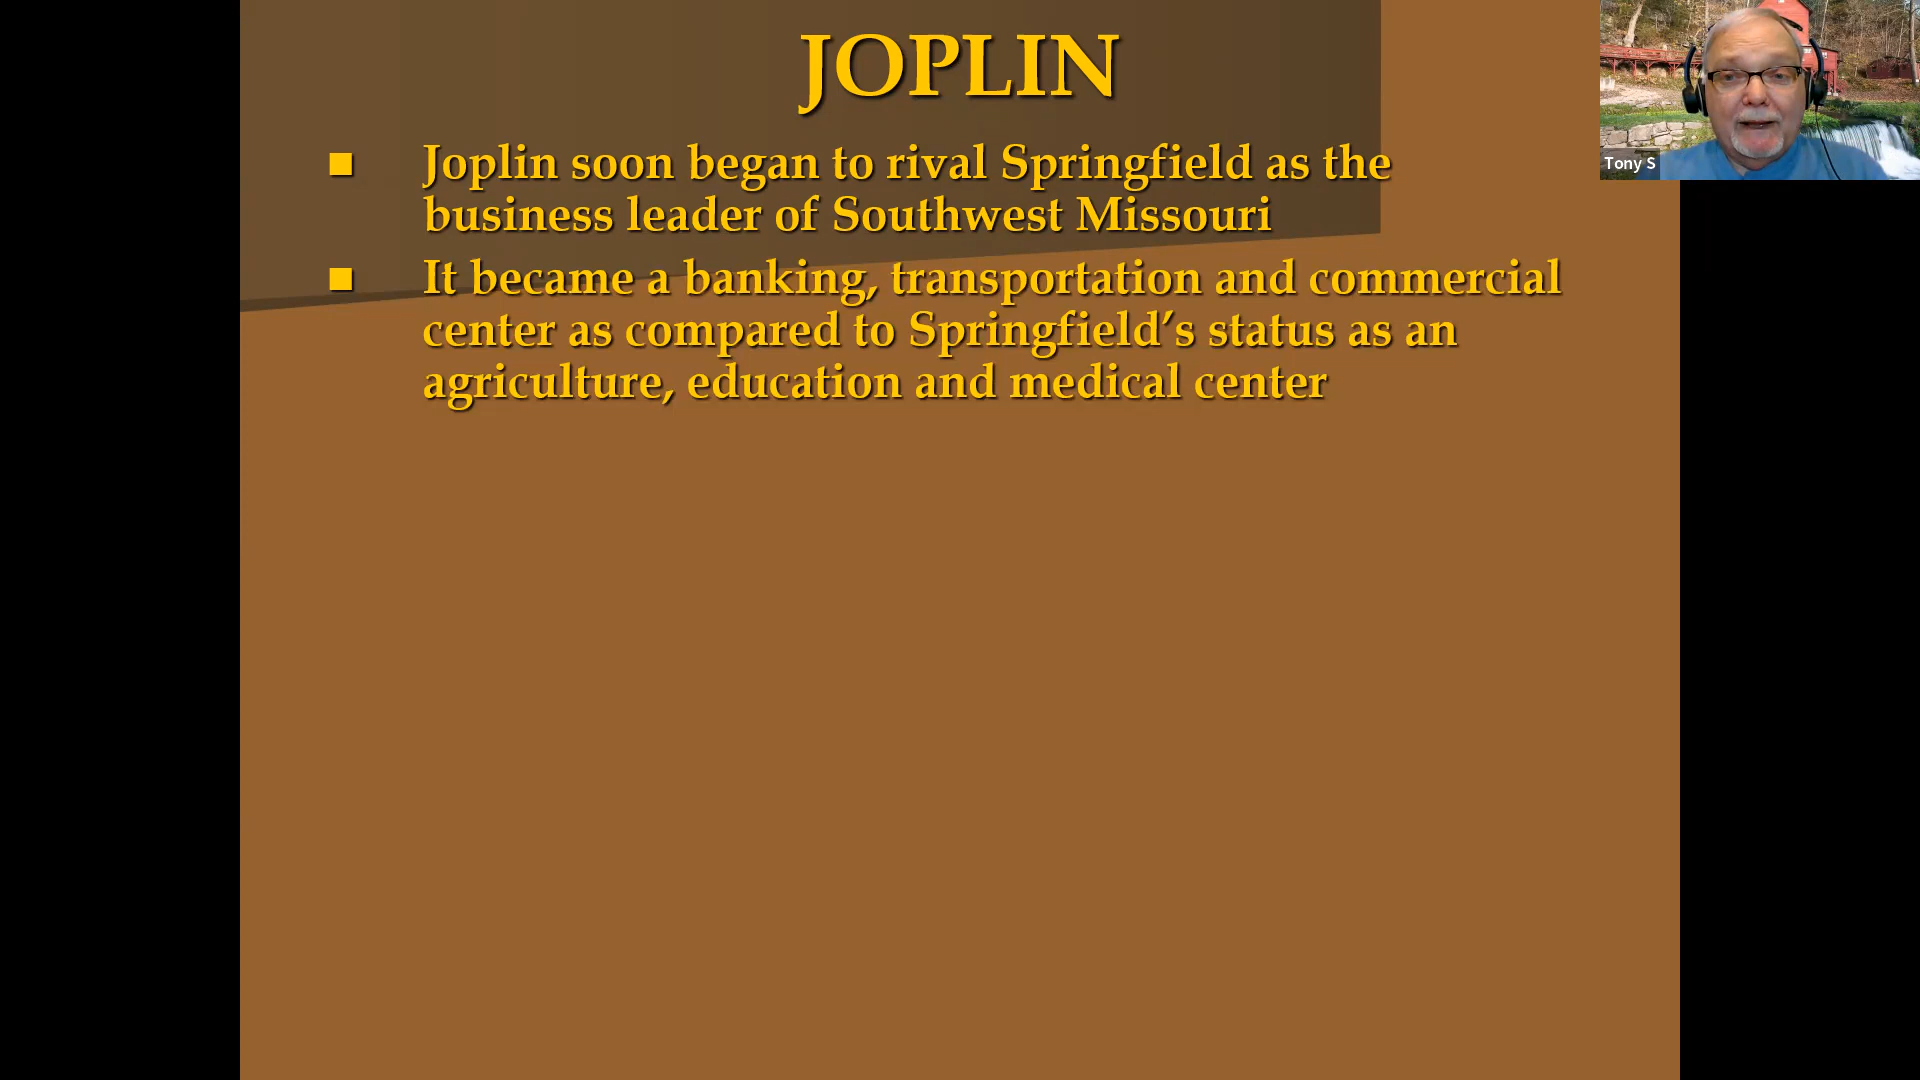 JOPLIN
Joplin soon began to rival Springfield as the
business leader of Southwest Missouri
It became a banking, transportation and commercial
center as compared to Springfield’s status as an
agriculture, education and medical center
Tony S